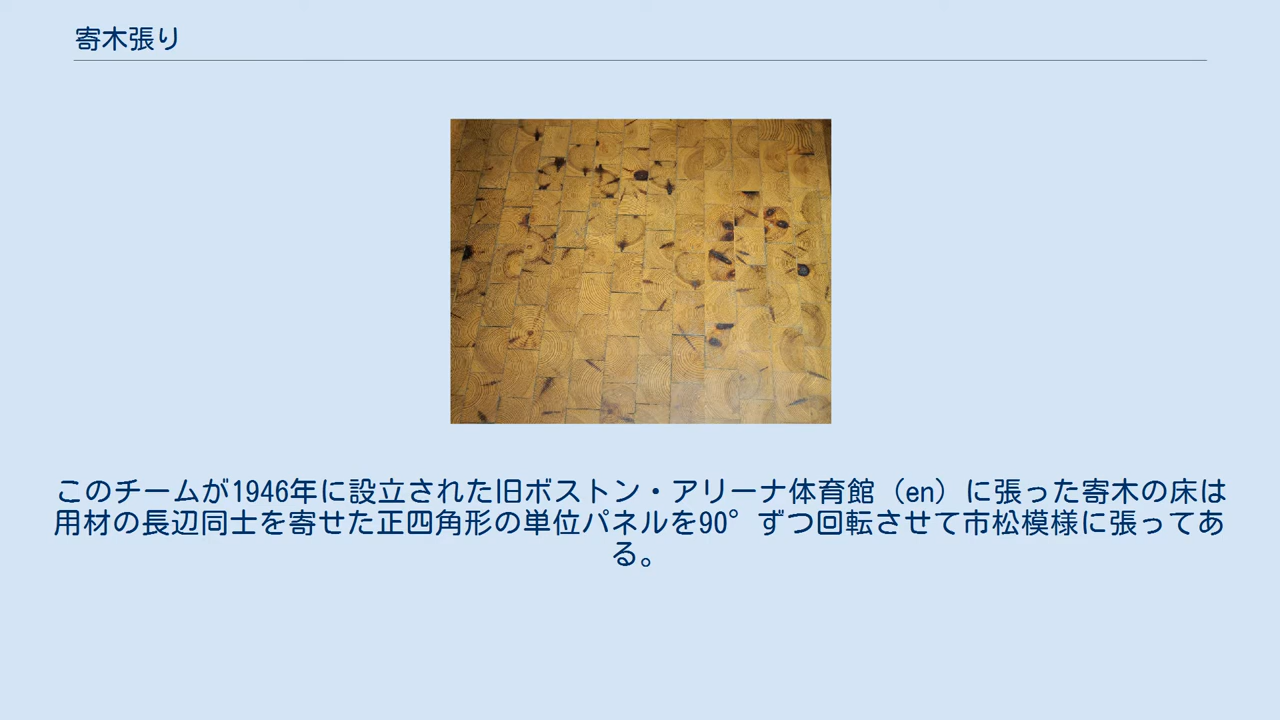 寄木張り
このチームが1946年に設立された旧ボストン・アリーナ体育館（en）に張った寄木の床は
用材の長辺同士を寄せた正四角形の単位パネルを90°ずつ回転させて市松模様に張ってあ
る。